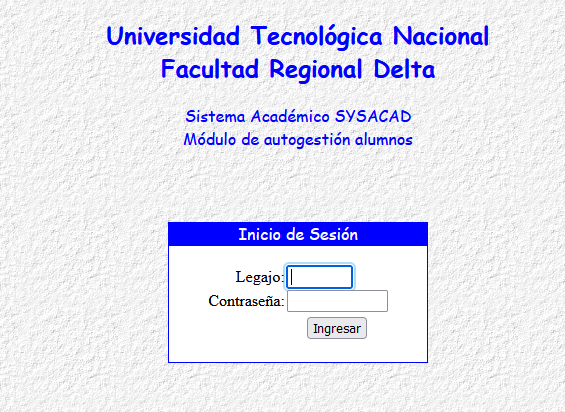 Universidad Tecnológica Nacional
Facultad Regional Delta
Sistema Académico SYSACAD
Módulo de autogestión alumnos
Inicio de Sesión
Legajo:
Contraseña:
Ingresar